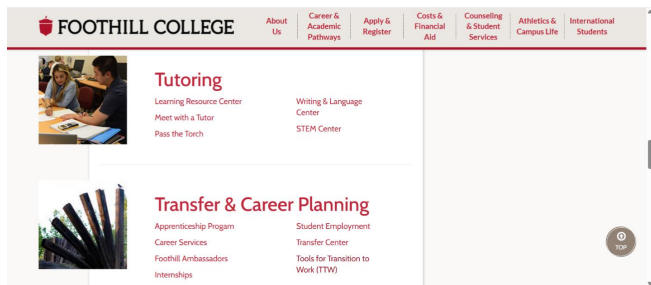 FOOTHILL COLLEGE
About
Us
Career &
Academic
Pathways
Apply &
Register
Costs &
Financial
Aid
Counseling
& Student
Services
Athletics &
Campus Life
International
Students
Tutoring
Learning Resource Center
Meet with a Tutor
Pass the Torch
Writing & Language
Center
STEM Center
Transfer & Career Planning
Apprenticeship Progam
Career Services
Foothill Ambassadors
Internships
Student Employment
Transfer Center
Tools for Transition to
Work (TTW)
TOP